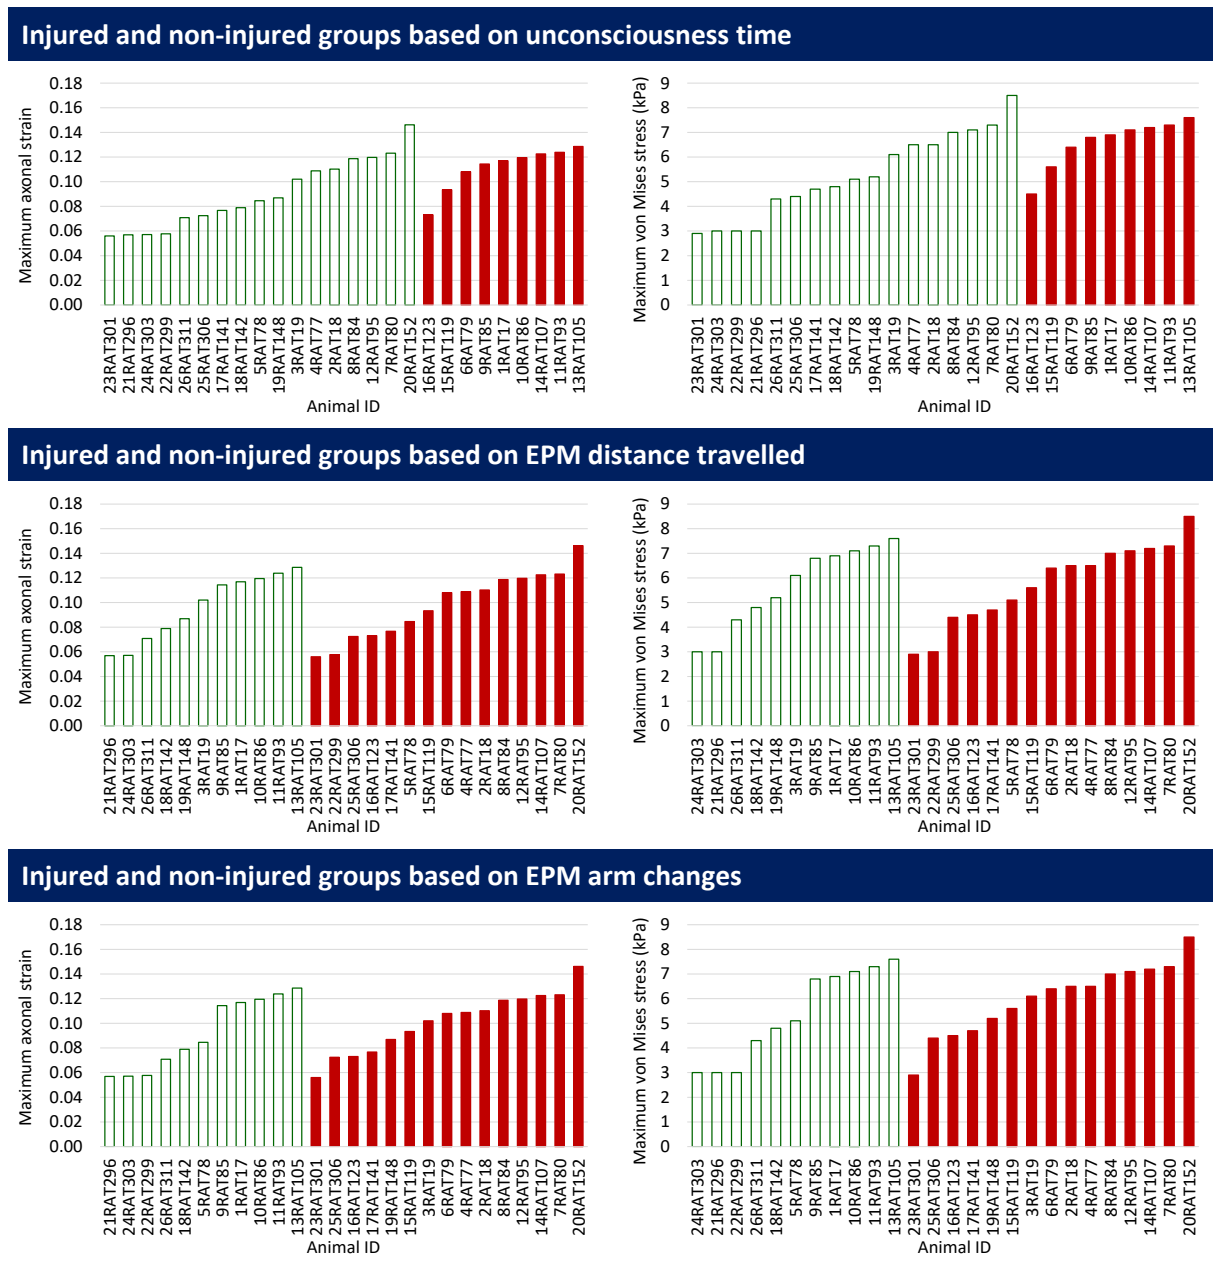 Injured and non-injured groups based on unconsciousness time
Maximum axonal strain
0.18
0.16
0.14
0.12
0.10
0.08
0.06
0.04
0.02
0.00
23RAT301
21RAT296
24RAT303
22RAT299
26RAT311
25RAT306
17RAT141
18RAT142
5RAT78
19RAT148
3RAT19
4RAT77
2RAT18
8RAT84
12RAT95
7RAT80
20RAT152
16RAT123
15RAT119
6RAT79
9RAT85
1RAT17
10RAT86
14RAT107
11RAT93
13RAT105
Animal ID
Maximum von Mises stress (kPa)
9
8
7
6
5
4
3
2
1
0
23RAT301
24RAT303
22RAT299
21RAT296
26RAT311
25RAT306
17RAT141
18RAT142
5RAT78
19RAT148
3RAT19
4RAT77
2RAT18
8RAT84
12RAT95
7RAT80
20RAT152
16RAT123
15RAT119
6RAT79
9RAT85
1RAT17
10RAT86
14RAT107
11RAT93
13RAT105
Animal ID
Injured and non-injured groups based on EPM distance travelled
Maximum axonal strain
0.18
0.16
0.14
0.12
0.10
0.08
0.06
0.04
0.02
0.00
21RAT296
24RAT303
26RAT311
18RAT142
19RAT148
3RAT19
9RAT85
1RAT17
10RAT86
11RAT93
13RAT105
23RAT301
22RAT299
25RAT306
16RAT123
17RAT141
5RAT78
15RAT119
6RAT79
4RAT77
2RAT18
8RAT84
12RAT95
14RAT107
7RAT80
20RAT152
Animal ID
Maximum von Mises stress (kPa)
9
8
7
6
5
4
3
2
1
0
24RAT303
21RAT296
26RAT311
18RAT142
19RAT148
3RAT19
9RAT85
1RAT17
10RAT86
11RAT93
13RAT105
23RAT301
22RAT299
25RAT306
16RAT123
17RAT141
5RAT78
15RAT119
6RAT79
2RAT18
4RAT77
8RAT84
12RAT95
14RAT107
7RAT80
20RAT152
Animal ID
Injured and non-injured groups based on EPM arm changes
Maximum axonal strain
0.18
0.16
0.14
0.12
0.10
0.08
0.06
0.04
0.02
0.00
21RAT296
24RAT303
22RAT299
26RAT311
18RAT142
5RAT78
9RAT85
1RAT17
10RAT86
11RAT93
13RAT105
23RAT301
25RAT306
16RAT123
17RAT141
19RAT148
15RAT119
3RAT19
6RAT79
4RAT77
2RAT18
8RAT84
12RAT95
14RAT107
7RAT80
20RAT152
Animal ID
Maximum von Mises stress (kPa)
9
8
7
6
5
4
3
2
1
0
24RAT303
21RAT296
22RAT299
26RAT311
18RAT142
5RAT78
9RAT85
1RAT17
10RAT86
11RAT93
13RAT105
23RAT301
25RAT306
16RAT123
17RAT141
19RAT148
15RAT119
3RAT19
6RAT79
2RAT18
4RAT77
8RAT84
12RAT95
14RAT107
7RAT80
20RAT152
Animal ID